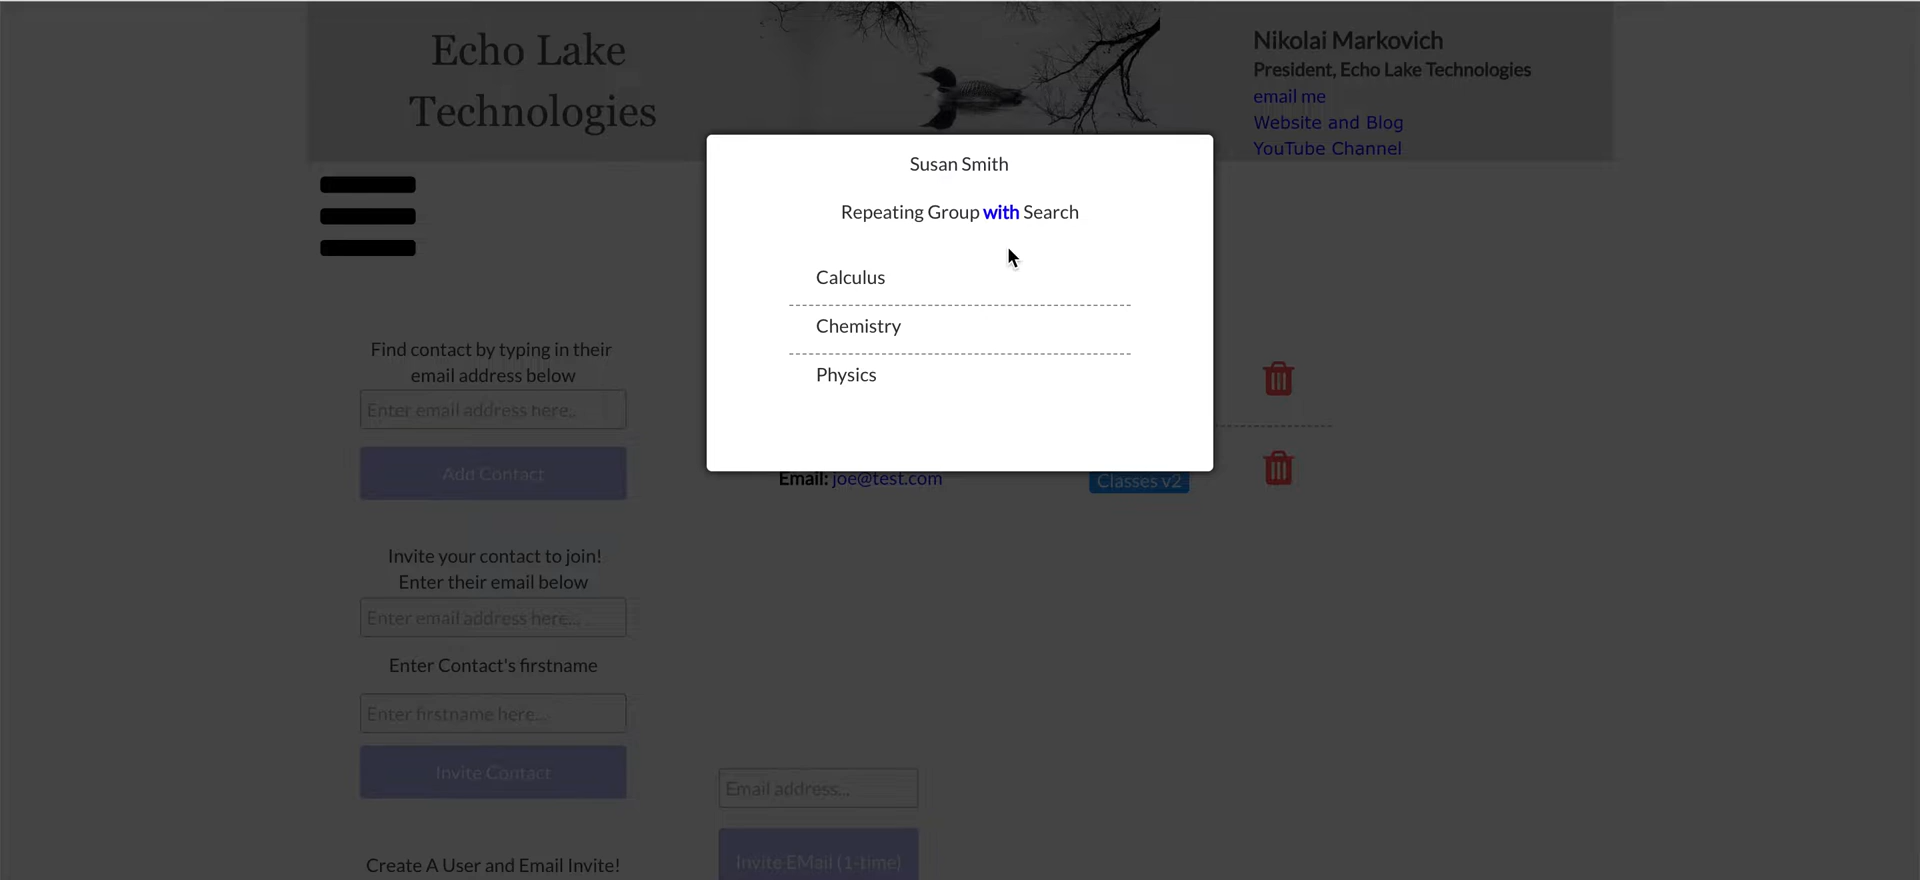 Echo Lake
Technologies
Nikolai Markovich
President, Echo Lake Technologies
email me
Website and Blog
YouTube Channel
Susan Smith
Repeating Group with Search
Calculus
Chemistry
Physics
Find contact by typing in their
email address below
Enter email address here..
Add Contact
Email: joe@test.com
Classes v2
Invite your contact to join!
Enter their email below
Enter email address here...
Enter Contact's firstname
Enter firstname here...
Invite Contact
Email address...
Invite EMail (1-time)
Create A User and Email Invite!